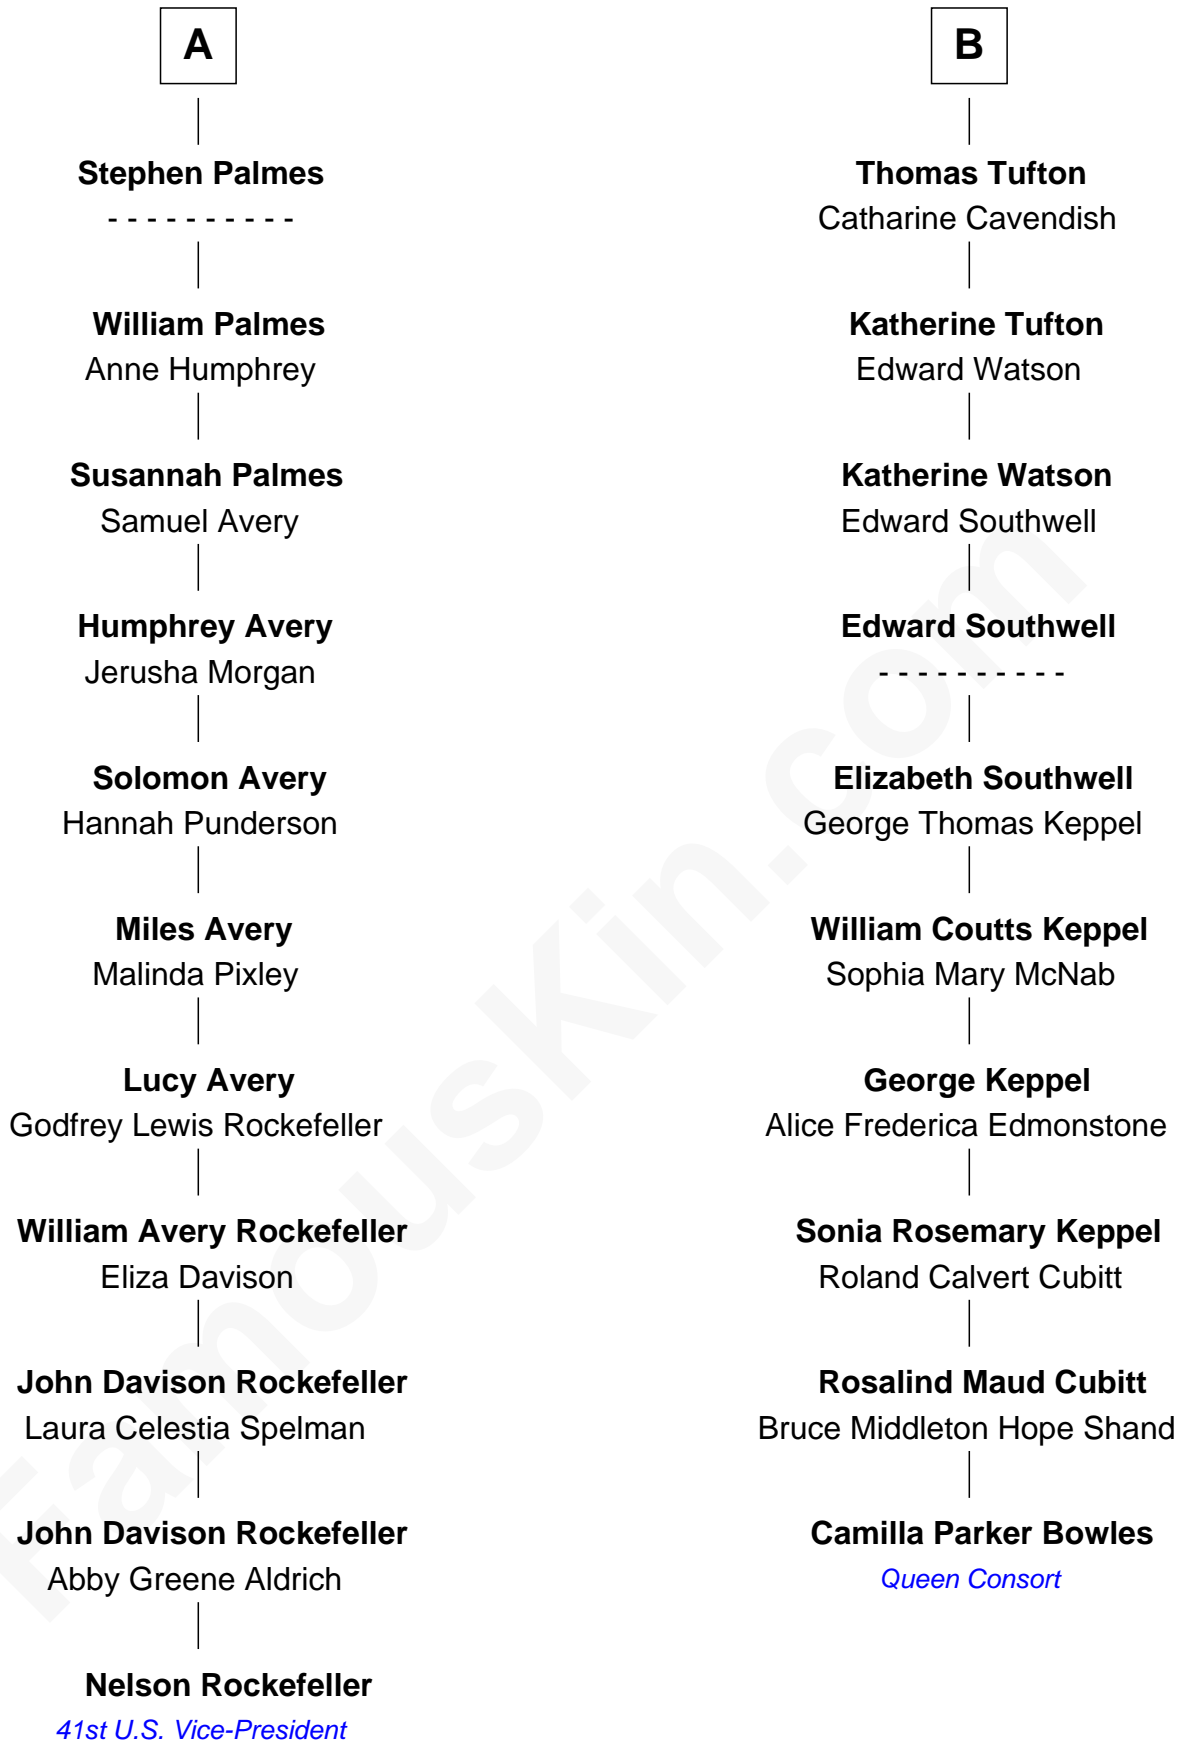 A
Stephen Palmes
- - - - - - - - - -
William Palmes
Anne Humphrey
Susannah Palmes
Samuel Avery
Humphrey Avery
Jerusha Morgan
Solomon Avery
Hannah Punderson
Miles Avery
Malinda Pixley
Lucy Avery
Godfrey Lewis Rockefeller
William Avery Rockefeller
Eliza Davison
John Davison Rockefeller
Laura Celestia Spelman
John Davison Rockefeller
Abby Greene Aldrich
Nelson Rockefeller
41st U.S. Vice-President
B
Thomas Tufton
Catharine Cavendish
Katherine Tufton
Edward Watson
Katherine Watson
Edward Southwell
Edward Southwell
- - - - - - - - - -
Elizabeth Southwell
George Thomas Keppel
William Coutts Keppel
Sophia Mary McNab
George Keppel
Alice Frederica Edmonstone
Sonia Rosemary Keppel
Roland Calvert Cubitt
Rosalind Maud Cubitt
Bruce Middleton Hope Shand
Camilla Parker Bowles
Queen Consort
FamousKin.com